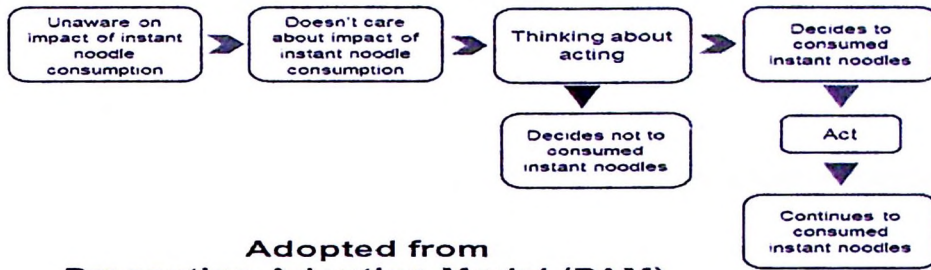 Unaware on
impact of instant
noodle
consumption
Doesn't care
about impact of
instant noodle
consumption
Thinking about
acting
Decides to
consumed
instant noodles
Decides not to
consumed
instant noodles
Act
Continues to
consumed
instant noodles
Adopted from
(PAM)